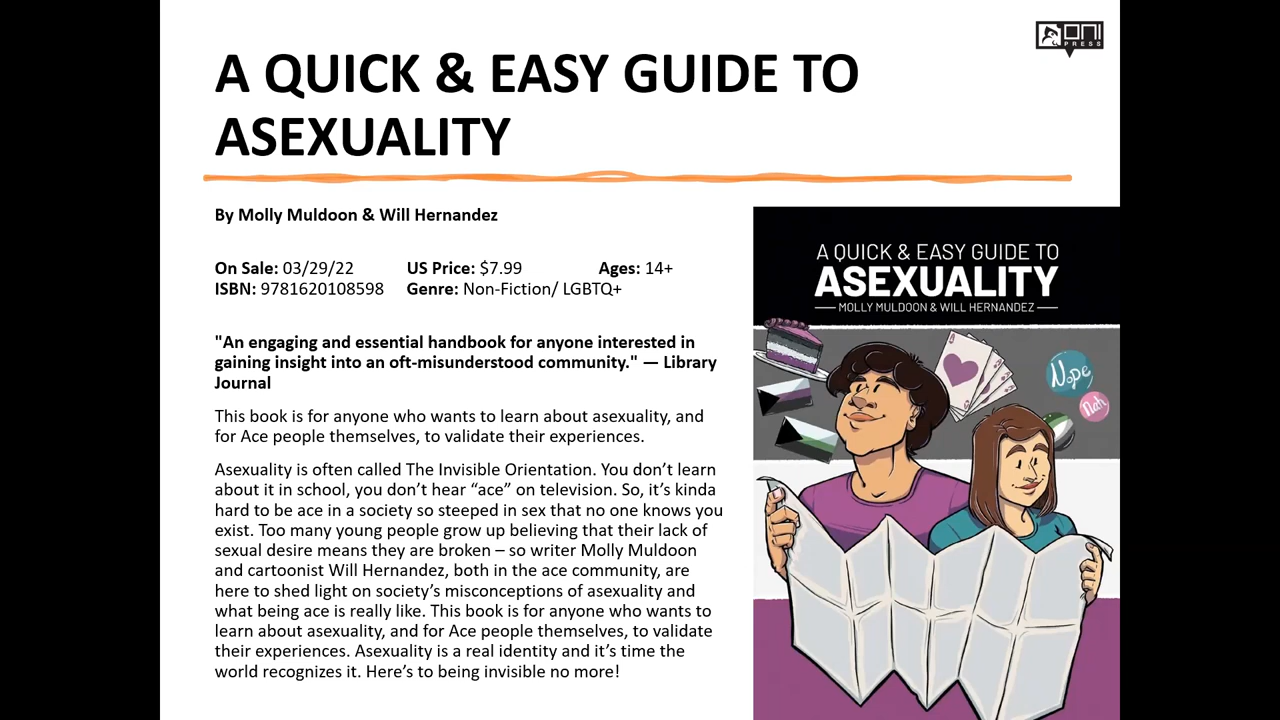 ONI
PRESS
A QUICK & EASY GUIDE TO
ASEXUALITY
By Molly Muldoon & Will Hernandez
On Sale: 03/29/22 US Price: $7.99 Ages: 14+
ISBN: 9781620108598 Genre: Non-Fiction/ LGBTQ+
"An engaging and essential handbook for anyone interested in
gaining insight into an oft-misunderstood community." — Library
Journal
This book is for anyone who wants to learn about asexuality, and
for Ace people themselves, to validate their experiences.
Asexuality is often called The Invisible Orientation. You don’t learn
about it in school, you don’t hear “ace” on television. So, it’s kinda
hard to be ace in a society so steeped in sex that no one knows you
exist. Too many young people grow up believing that their lack of
sexual desire means they are broken – so writer Molly Muldoon
and cartoonist Will Hernandez, both in the ace community, are
here to shed light on society’s misconceptions of asexuality and
what being ace is really like. This book is for anyone who wants to
learn about asexuality, and for Ace people themselves, to validate
their experiences. Asexuality is a real identity and it’s time the
world recognizes it. Here’s to being invisible no more!
A QUICK & EASY GUIDE TO
ASEXUALITY
MOLLY MULDOON & WILL HERNANDEZ
Nope
Nah